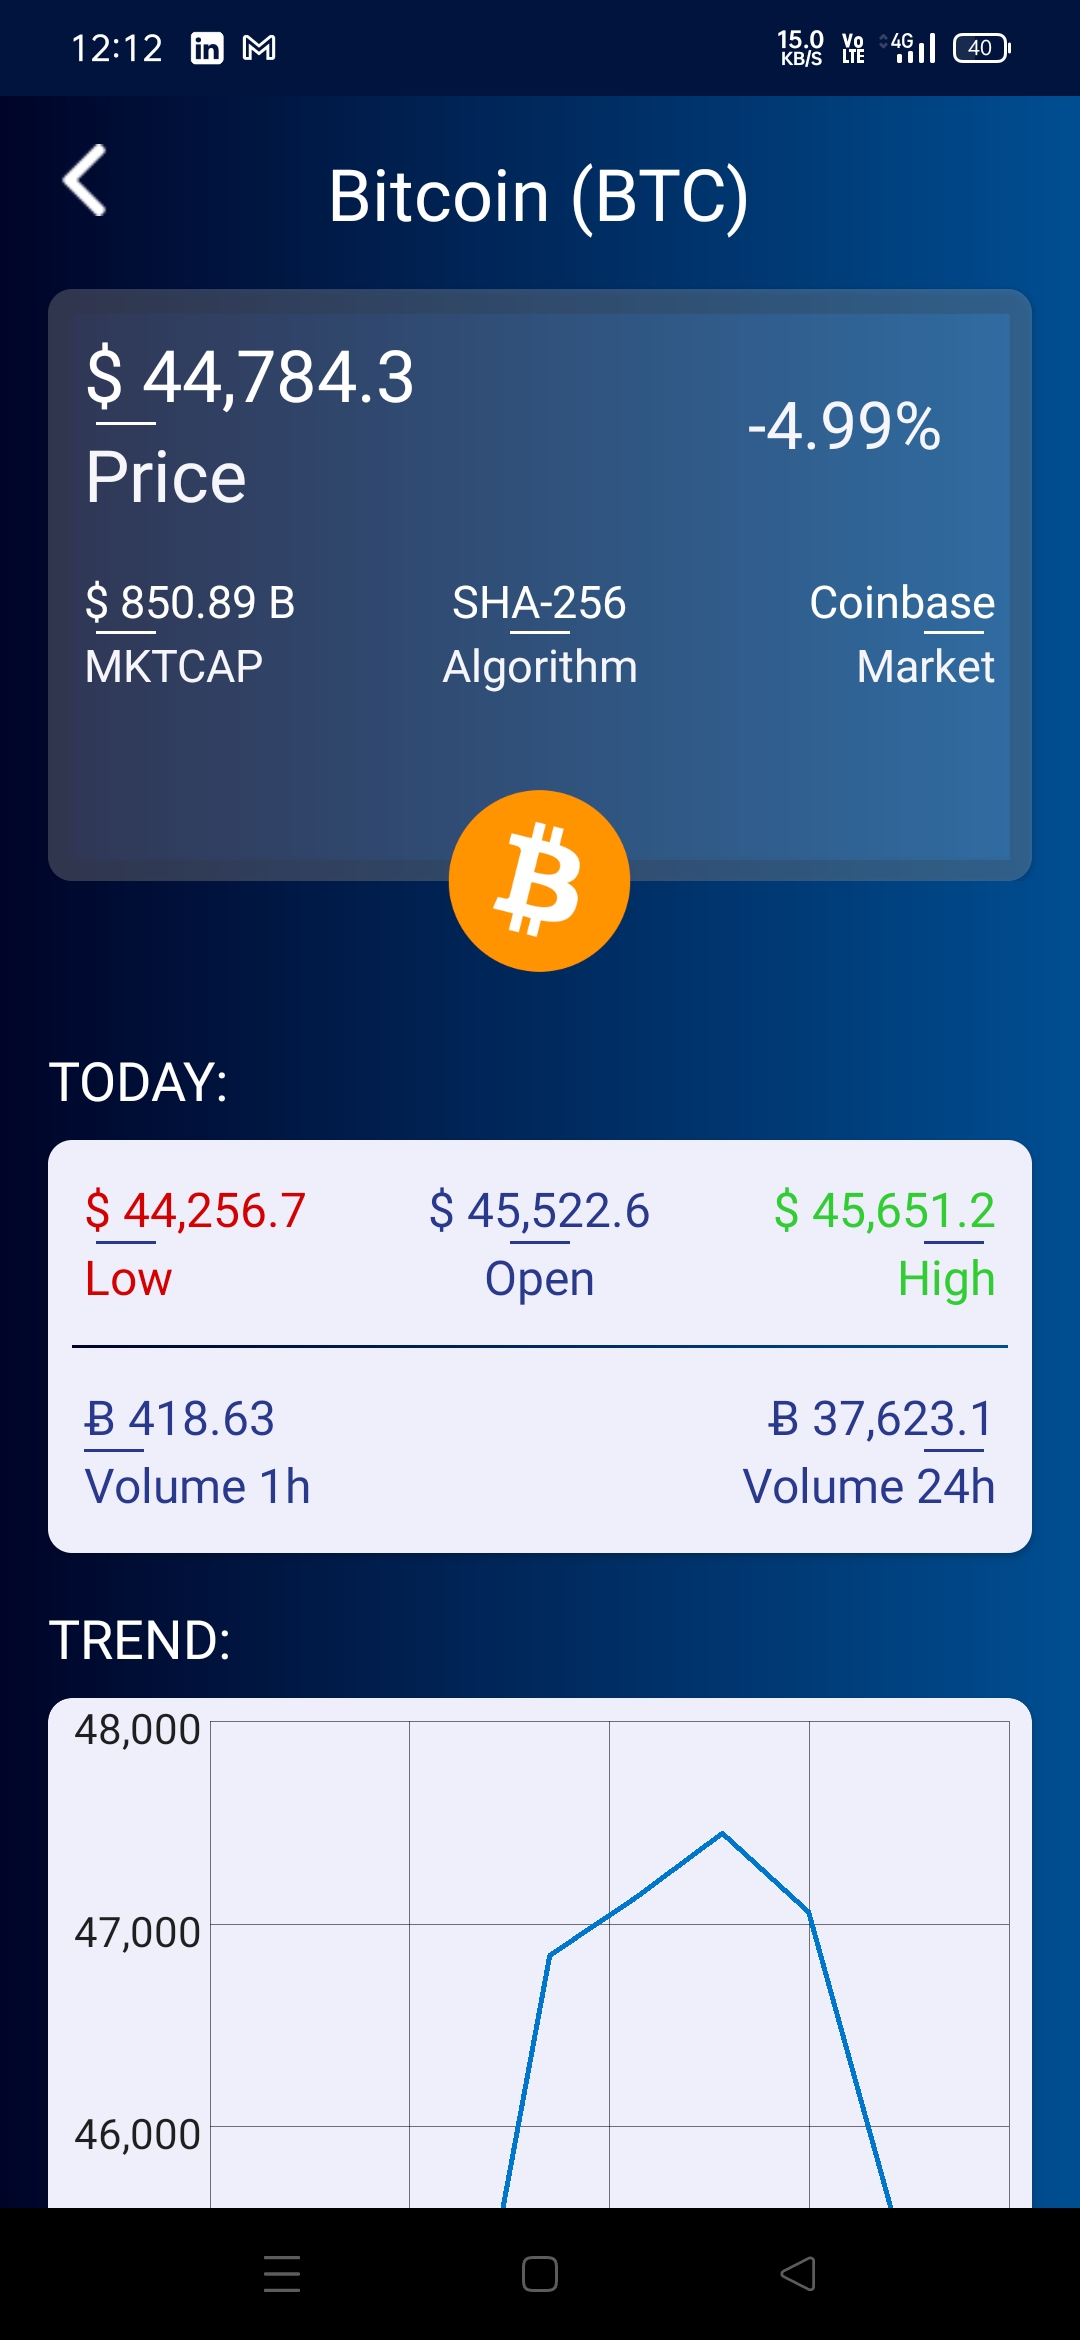 12:12 in 15.0 KB/S Vo LTE 4G 40
Bitcoin (BTC)
$ 44,784.3
-4.99%
Price
$ 850.89 B SHA-256 Coinbase
MKTCAP Algorithm Market
TODAY:
$ 44,256.7 $ 45,522.6 $ 45,651.2
Low Open High
Ƀ 418.63 Ƀ 37,623.1
Volume 1h Volume 24h
TREND:
48,000
47,000
46,000